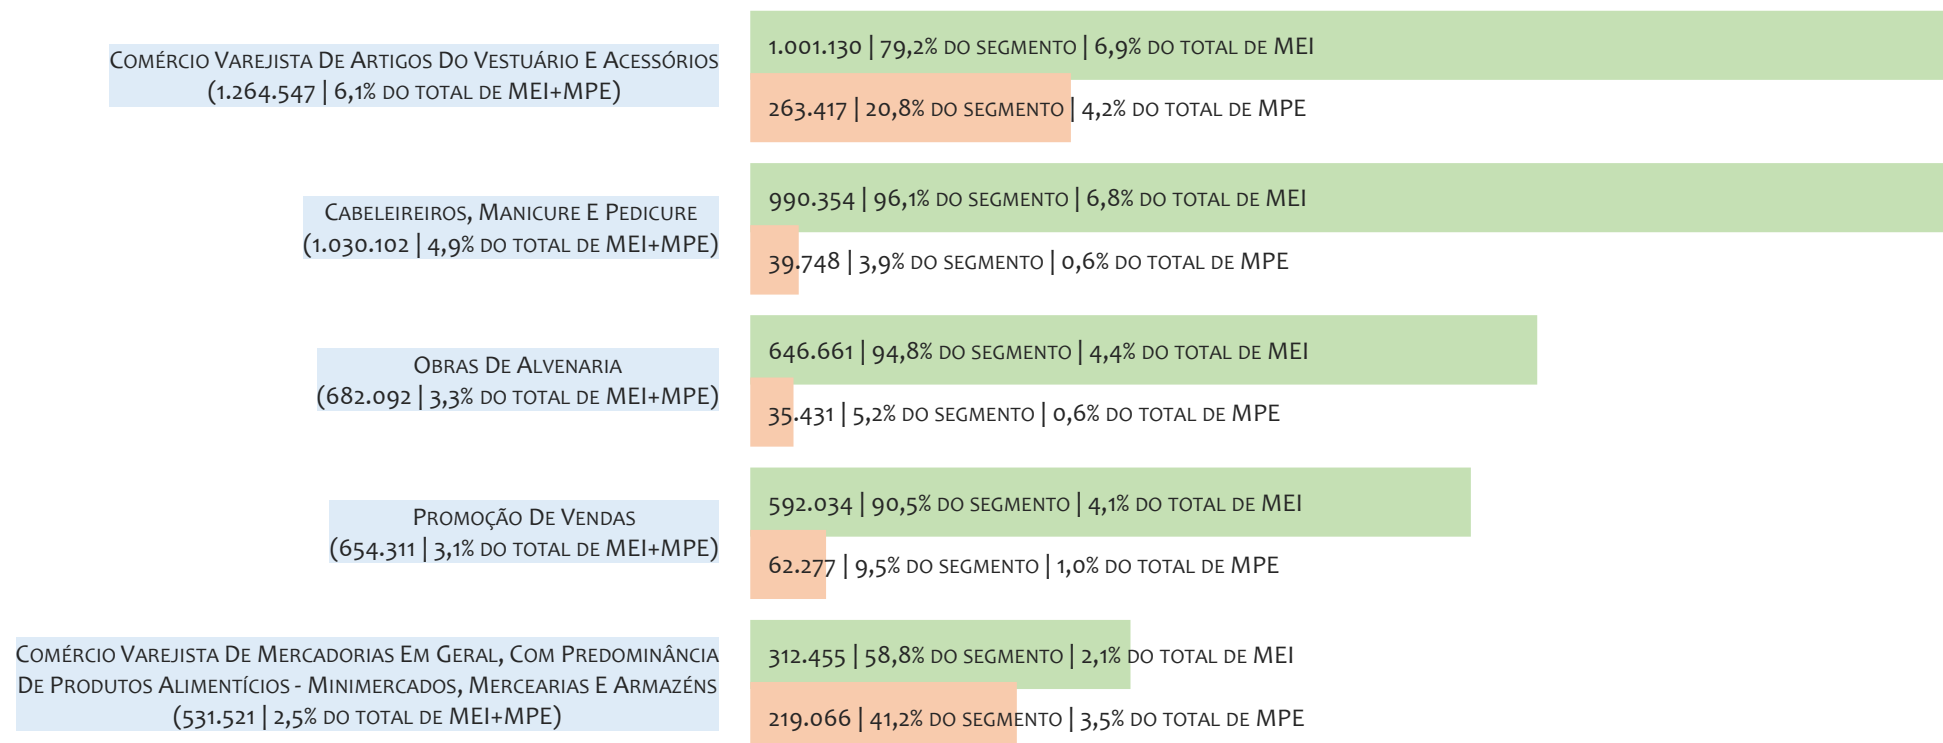 Comércio Varejista De Artigos Do Vestuário E Acessórios
(1.264.547 | 6,1% do total de MEI+MPE)
1.001.130 | 79,2% do segmento | 6,9% do total de MEI
263.417 | 20,8% do segmento | 4,2% do total de MPE
Cabeleireiros, Manicure E Pedicure
(1.030.102 | 4,9% do total de MEI+MPE)
990.354 | 96,1% do segmento | 6,8% do total de MEI
39.748 | 3,9% do segmento | 0,6% do total de MPE
Obras De Alvenaria
(682.092 | 3,3% do total de MEI+MPE)
646.661 | 94,8% do segmento | 4,4% do total de MEI
35.431 | 5,2% do segmento | 0,6% do total de MPE
Promoção De Vendas
(654.311 | 3,1% do total de MEI+MPE)
592.034 | 90,5% do segmento | 4,1% do total de MEI
62.277 | 9,5% do segmento | 1,0% do total de MPE
Comércio Varejista De Mercadorias Em Geral, Com Predominância
De Produtos Alimentícios - Minimercados, Mercearias E Armazéns
(531.521 | 2,5% do total de MEI+MPE)
312.455 | 58,8% do segmento | 2,1% do total de MEI
219.066 | 41,2% do segmento | 3,5% do total de MPE